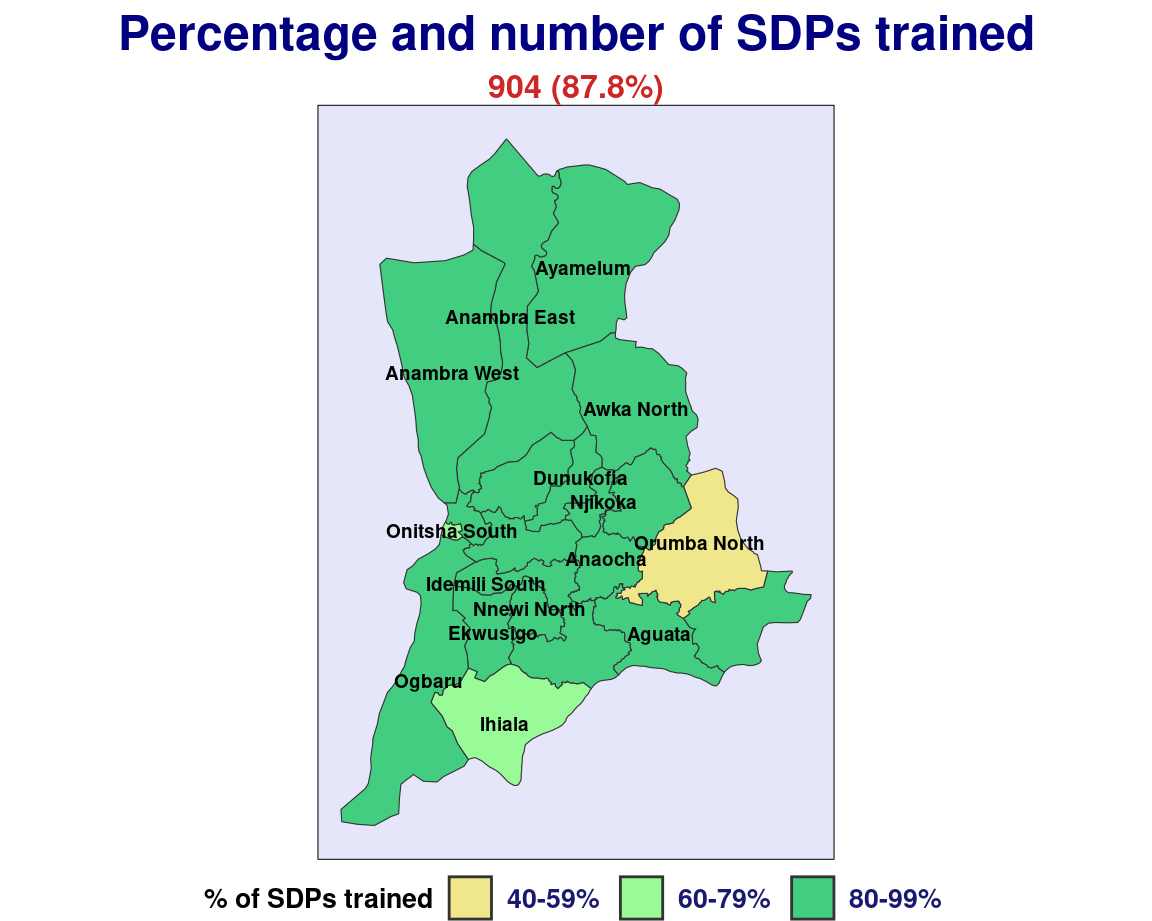 Percentage and number of SDPs trained
904 (87.8%)
Ayamelum
Anambra East
Anambra West
Awka North
Dunukofia
Njikoka
Onitsha South
Orumba North
Anaocha
Idemili South
Nnewi North
Ekwusigo
Aguata
Ogbaru
Ihiala
% of SDPs trained 40-59% 60-79% 80-99%